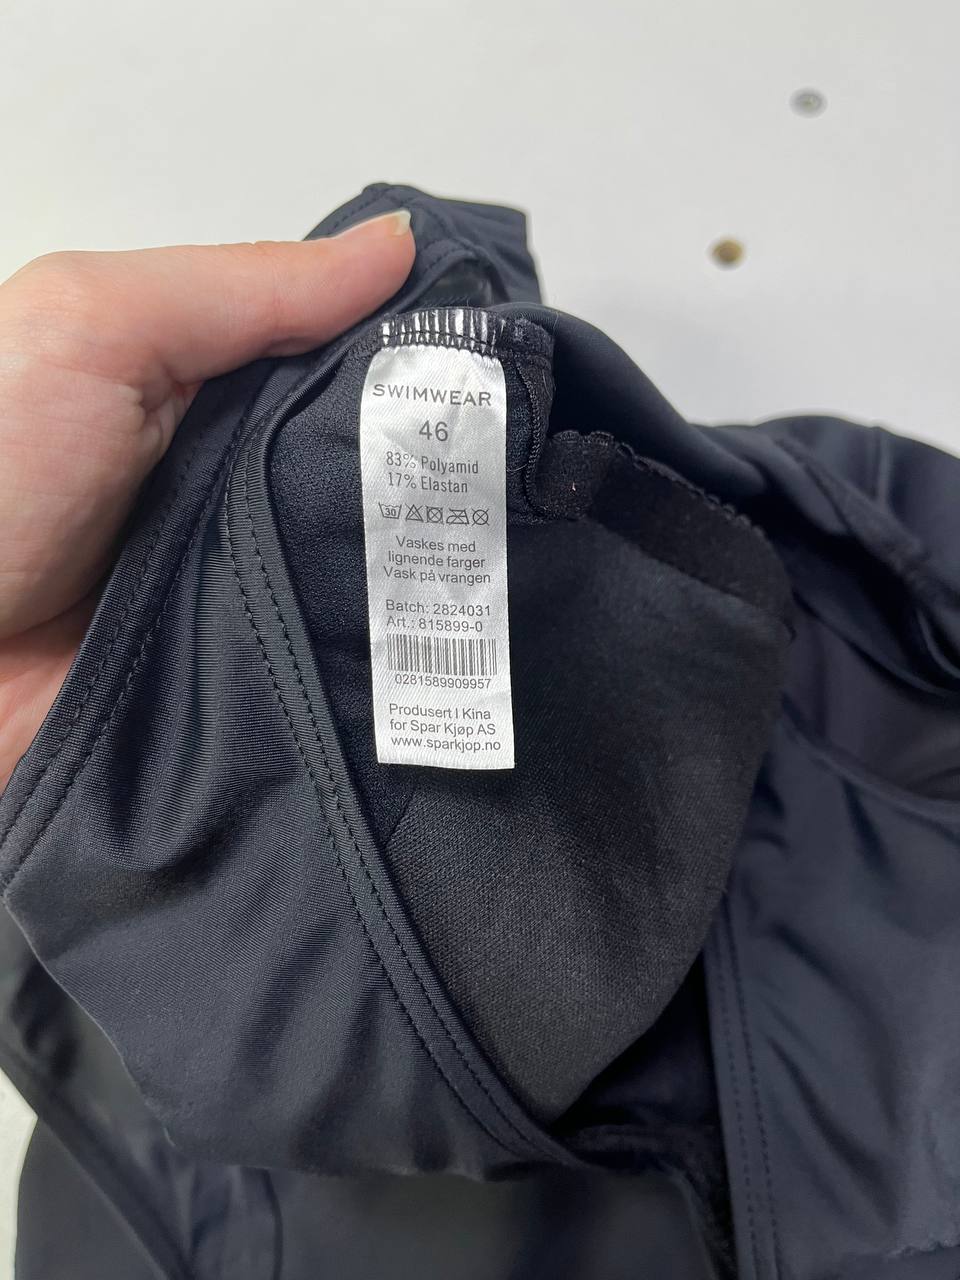 SWIMWEAR
46
83% Polyamid
17% Elastan
30
Vaskes med
lignende farger
Vask på vrangen
Batch: 2824031
Art.: 815899-0
0281589909957
Produsert I Kina
for Spar Kjøp AS
www.sparkjop.no